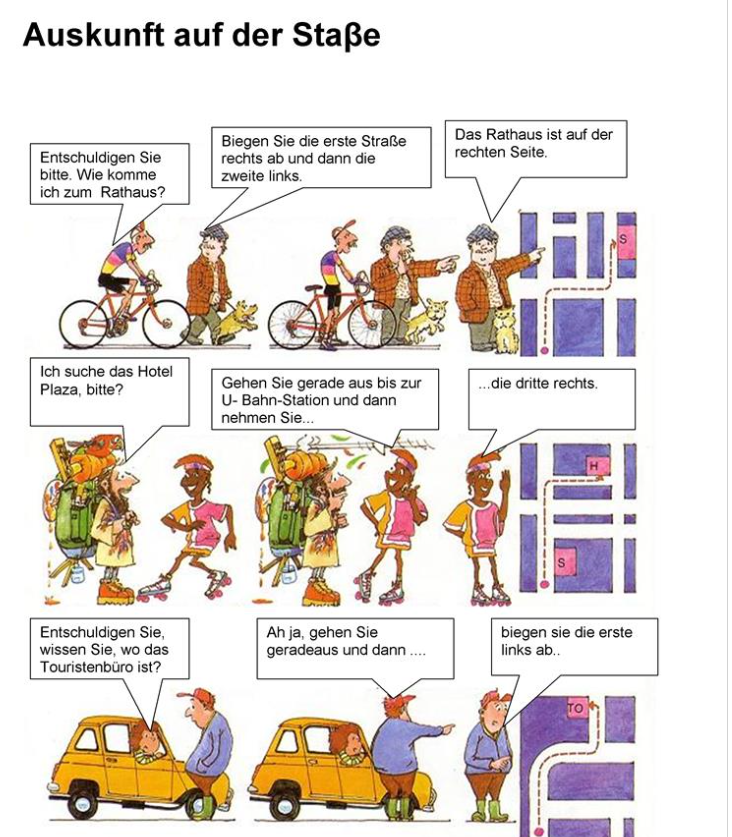 Auskunft auf der Staβe
Entschuldigen Sie
bitte. Wie komme
ich zum Rathaus?
Biegen Sie die erste Straße
rechts ab und dann die
zweite links.
Das Rathaus ist auf der
rechten Seite.
S
Ich suche das Hotel
Plaza, bitte?
Gehen Sie gerade aus bis zur
U- Bahn-Station und dann
nehmen Sie...
...die dritte rechts.
H
S
Entschuldigen Sie,
wissen Sie, wo das
Touristenbüro ist?
Ah ja, gehen Sie
geradeaus und dann ....
biegen sie die erste
links ab..
TO